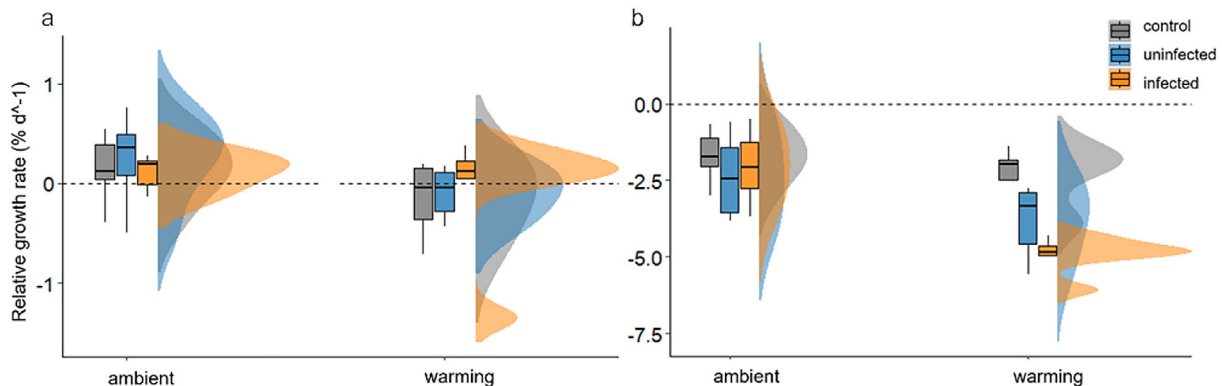 a
Relative growth rate (% d^-1)
1
0
-1
ambient
warming
b
0.0
-2.5
-5.0
-7.5
ambient
warming
control
uninfected
infected